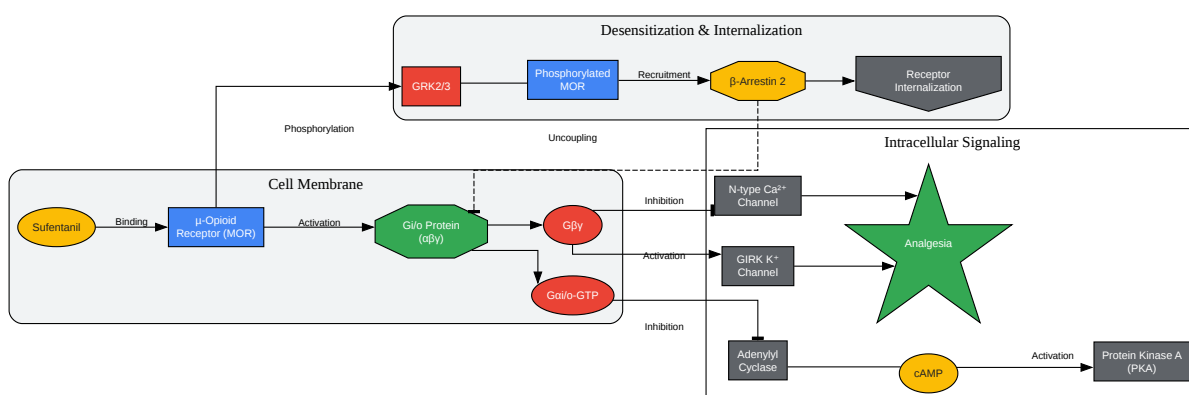 Desensitization & Internalization
GRK2/3
Phosphorylated
MOR
Recruitment
β-Arrestin 2
Receptor
Internalization
Phosphorylation
Uncoupling
Intracellular Signaling
Cell Membrane
Sufentanil
Binding
μ-Opioid
Receptor (MOR)
Activation
Gi/o Protein
(αβγ)
Gβγ
Gαi/o-GTP
Inhibition
Activation
Inhibition
N-type Ca²⁺
Channel
GIRK K⁺
Channel
Analgesia
Adenylyl
Cyclase
cAMP
Activation
Protein Kinase A
(PKA)